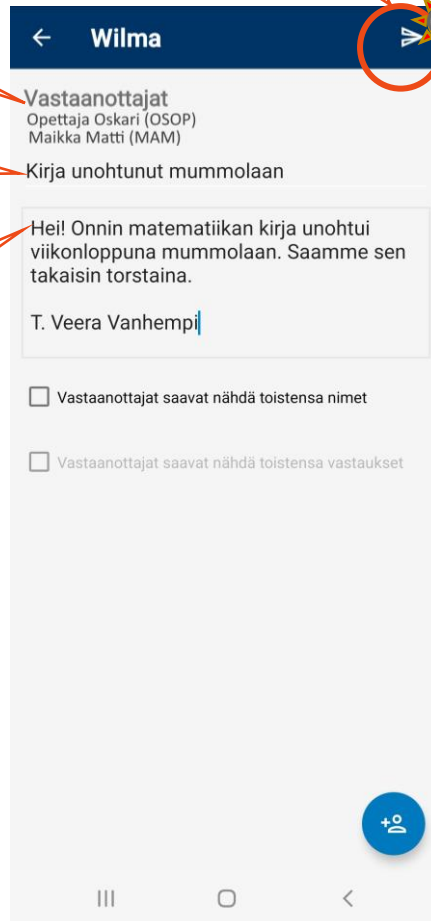 Wilma
Vastaanottajat
Opettaja Oskari (OSOP)
Maikka Matti (MAM)
Kirja unohtunut mummolaan
Hei! Onnin matematiikan kirja unohtui
viikonloppuna mummolaan. Saamme sen
takaisin torstaina.
T. Veera Vanhempi
Vastaanottajat saavat nähdä toistensa nimet
Vastaanottajat saavat nähdä toistensa vastaukset